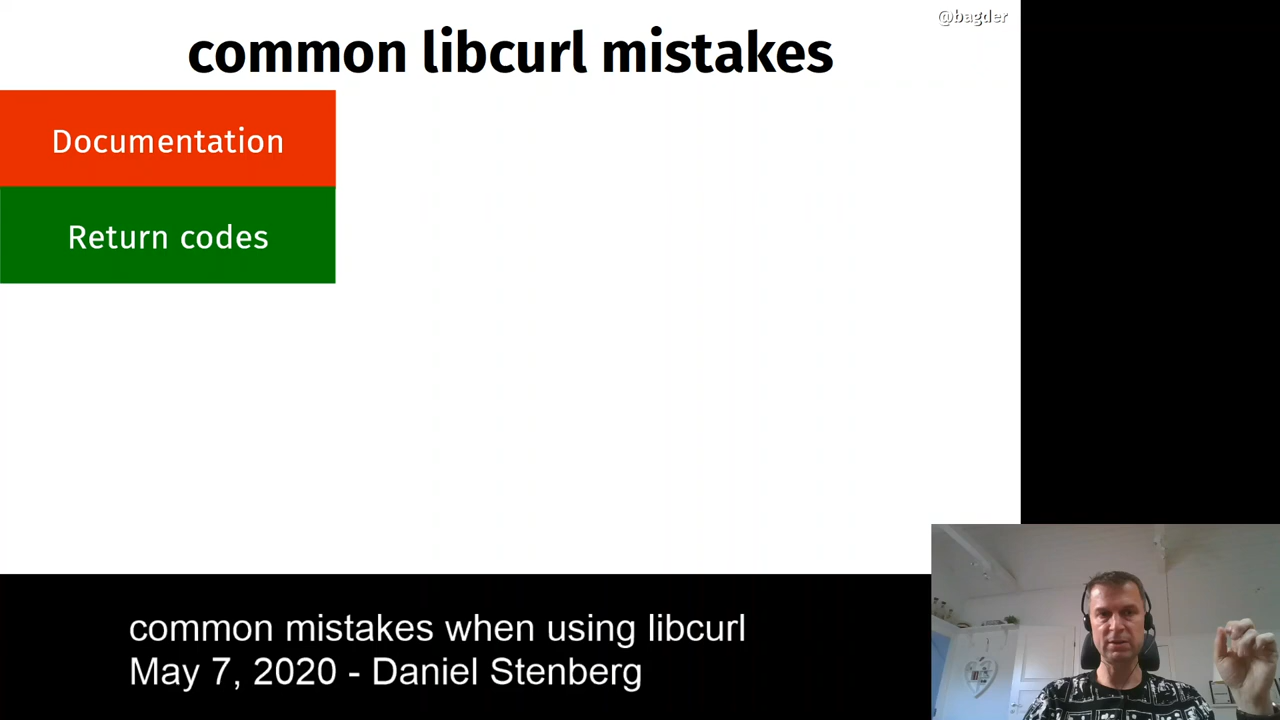 @bagder
common libcurl mistakes
Documentation
Return codes
common mistakes when using libcurl
May 7, 2020 - Daniel Stenberg